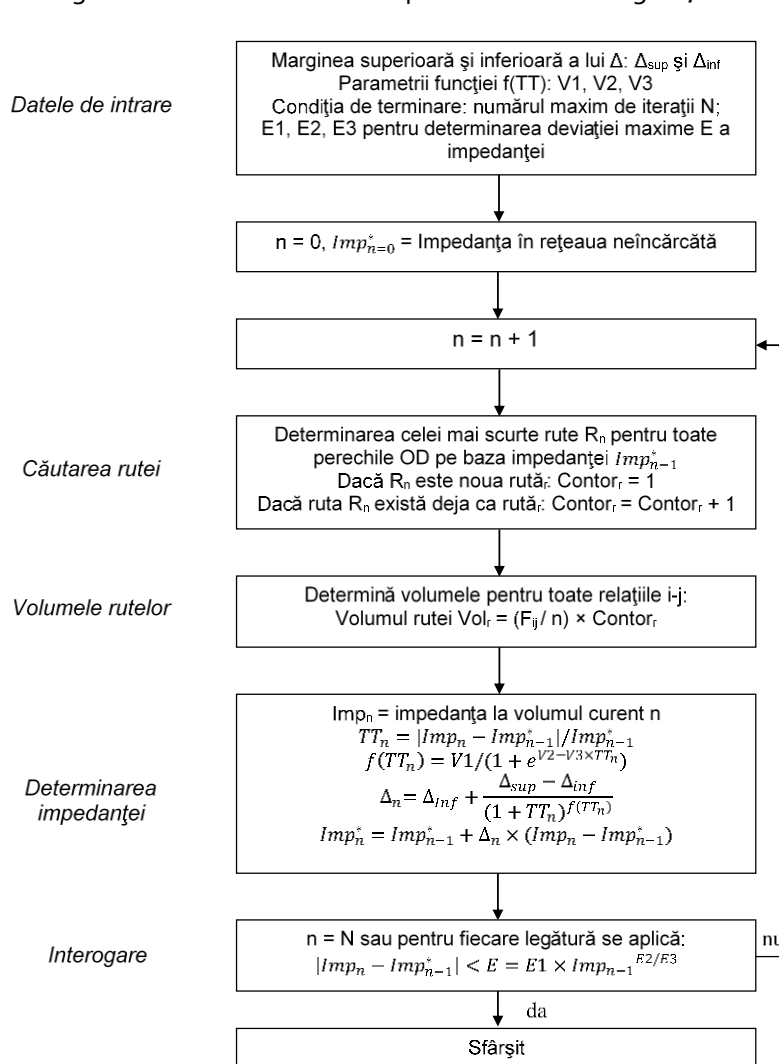 Marginea superioară şi inferioară a lui Δ: Δsup şi Δinf
Parametrii funcţiei f(TT): V1, V2, V3
Datele de intrare
Condiţia de terminare: numărul maxim de iteraţii N;
E1, E2, E3 pentru determinarea deviaţiei maxime E a
impedanţei
n = 0, Imp*n=0 = Impedanţa în reţeaua neîncărcată
n = n + 1
Determinarea celei mai scurte rute Rn pentru toate
perechile OD pe baza impedanţei Imp*n−1
Căutarea rutei
Dacă Rn este noua rutăr: Contorr = 1
Dacă ruta Rn există deja ca rutăr: Contorr = Contorr + 1
Volumele rutelor
Determină volumele pentru toate relaţiile i-j:
Volumul rutei Volr = (Fij / n) × Contorr
Impn = impedanţa la volumul curent n
TTn = |Impn − Imp*n−1|/Imp*n−1
f(TTn) = V1/(1 + e^(V2−V3×TTn))
Determinarea
impedanţei
Δn = ΔInf + (Δsup − Δinf)/(1 + TTn)^f(TTn)
Imp*n = Imp*n−1 + Δn × (Impn − Imp*n−1)
Interogare
n = N sau pentru fiecare legătură se aplică:
|Impn − Imp*n−1| < E = E1 × Impn−1^E2/E3
da
Sfârşit